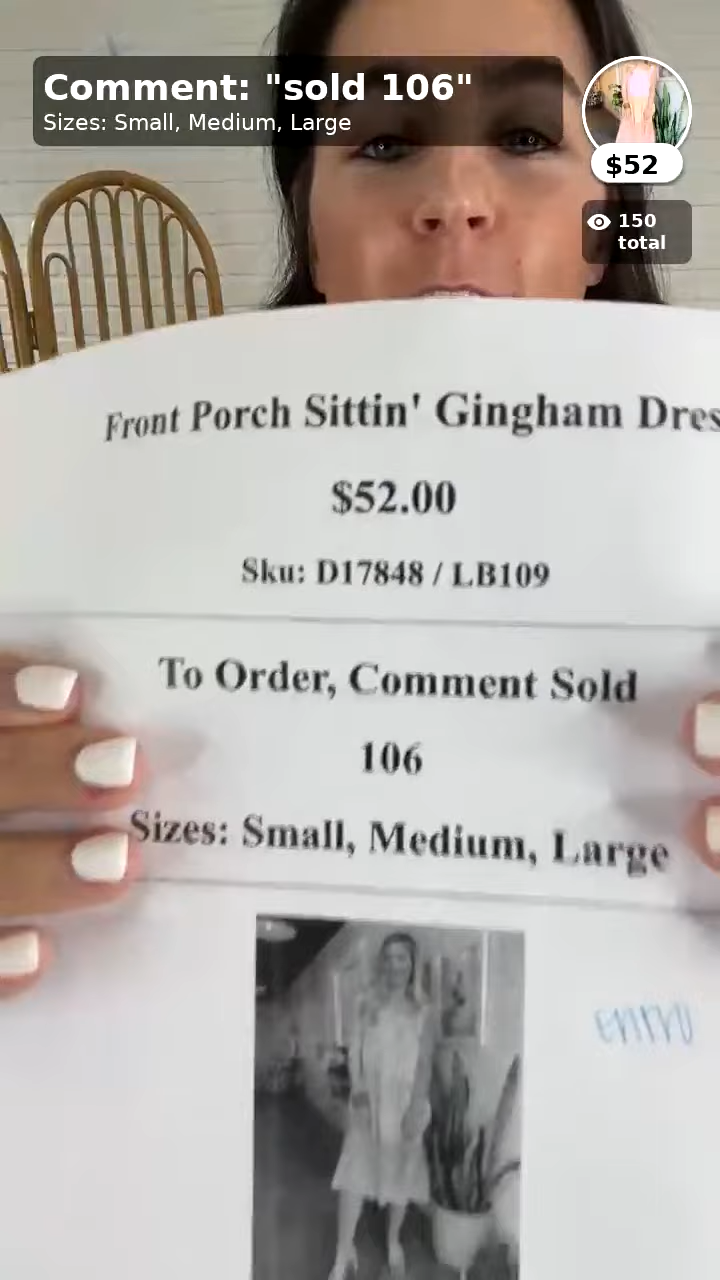 Comment: "sold 106"
Sizes: Small, Medium, Large
$52
150
total
Front Porch Sittin' Gingham Dres
$52.00
Sku: D17848 / LB109
To Order, Comment Sold
106
Sizes: Small, Medium, Large